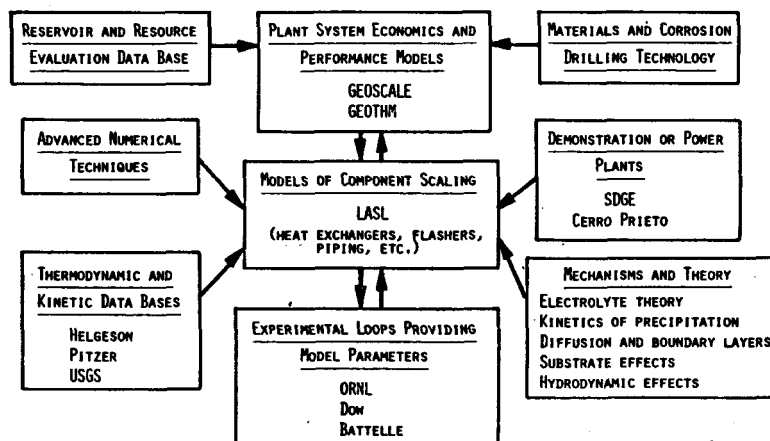 RESERVOIR AND RESOURCE
EVALUATION DATA BASE
PLANT SYSTEM ECONOMICS AND
PERFORMANCE MODELS
GEOSCALE
GEOTHM
MATERIALS AND CORROSION
DRILLING TECHNOLOGY
ADVANCED NUMERICAL
TECHNIQUES
MODELS OF COMPONENT SCALING
LASL
(HEAT EXCHANGERS, FLASHERS,
PIPING, ETC.)
DEMONSTRATION OR POWER
PLANTS
SDGE
CERRO PRIETO
THERMODYNAMIC AND
KINETIC DATA BASES
HELGESON
PITZER
USGS
EXPERIMENTAL LOOPS PROVIDING
MODEL PARAMETERS
ORNL
DOW
BATTELLE
MECHANISMS AND THEORY
ELECTROLYTE THEORY
KINETICS OF PRECIPITATION
DIFFUSION AND BOUNDARY LAYERS
SUBSTRATE EFFECTS
HYDRODYNAMIC EFFECTS